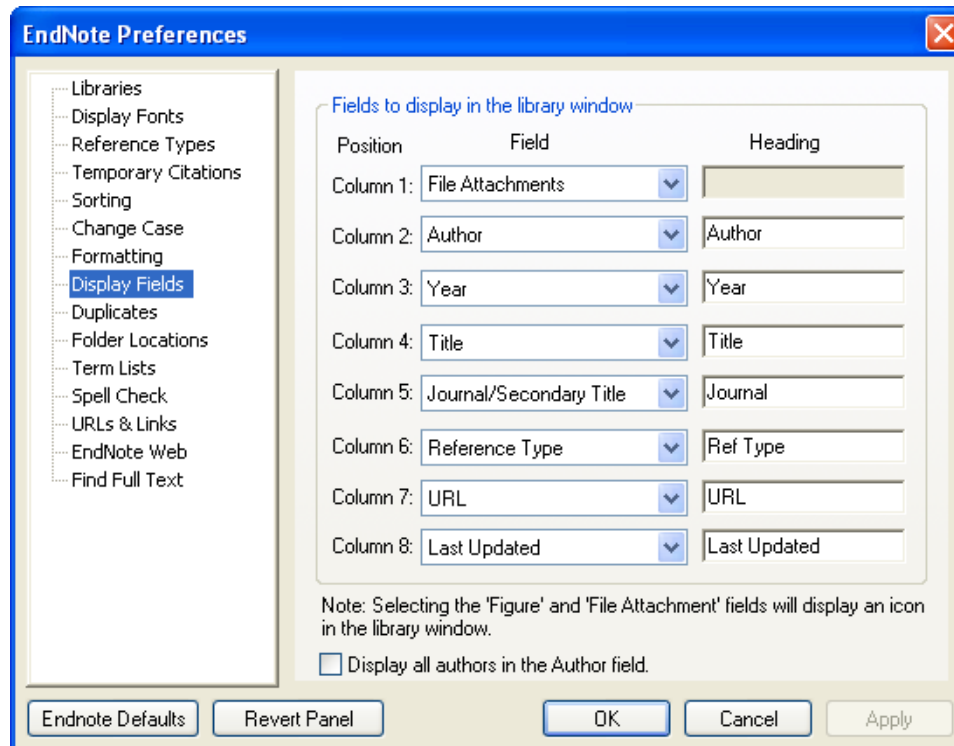 EndNote Preferences
Libraries
Display Fonts
Reference Types
Temporary Citations
Sorting
Change Case
Formatting
Display Fields
Duplicates
Folder Locations
Term Lists
Spell Check
URLs & Links
EndNote Web
Find Full Text
Fields to display in the library window
Position Field Heading
Column 1: File Attachments
Column 2: Author Author
Column 3: Year Year
Column 4: Title Title
Column 5: Journal/Secondary Title Journal
Column 6: Reference Type Ref Type
Column 7: URL URL
Column 8: Last Updated Last Updated
Note: Selecting the 'Figure' and 'File Attachment' fields will display an icon
in the library window.
Display all authors in the Author field.
Endnote Defaults Revert Panel OK Cancel Apply